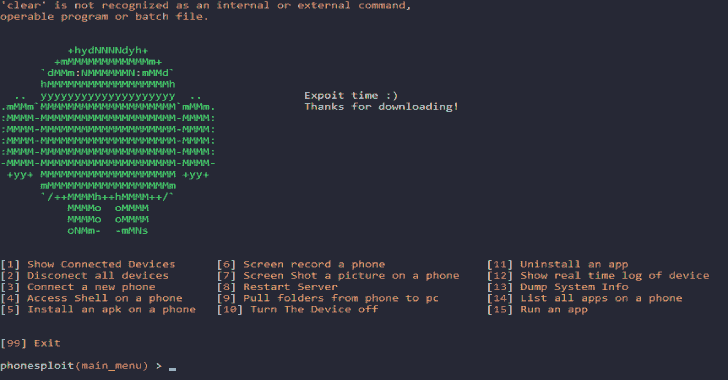 'clear' is not recognized as an internal or external command,
operable program or batch file.
+hydNNNNdyh+
+mMMMMMMMMMMMMm+
`dMMm:NMMMMMMN:mMMd`
hMMMMMMMMMMMMMMMMMMh
..  yyyyyyyyyyyyyyyyyyyy  ..
.mMMm`MMMMMMMMMMMMMMMMMMMM`mMMm.
:MMMM-MMMMMMMMMMMMMMMMMMMM-MMMM:
:MMMM-MMMMMMMMMMMMMMMMMMMM-MMMM:
:MMMM-MMMMMMMMMMMMMMMMMMMM-MMMM:
:MMMM-MMMMMMMMMMMMMMMMMMMM-MMMM:
-MMMM-MMMMMMMMMMMMMMMMMMMM-MMMM-
+yy+ MMMMMMMMMMMMMMMMMMMM +yy+
mMMMMMMMMMMMMMMMMMMm
`/++MMMMh++hMMMM++/`
MMMMo  oMMMM
MMMMo  oMMMM
oNMm-  -mMNs
Expoit time :)
Thanks for downloading!
[1] Show Connected Devices
[2] Disconect all devices
[3] Connect a new phone
[4] Access Shell on a phone
[5] Install an apk on a phone
[6] Screen record a phone
[7] Screen Shot a picture on a phone
[8] Restart Server
[9] Pull folders from phone to pc
[10] Turn The Device off
[11] Uninstall an app
[12] Show real time log of device
[13] Dump System Info
[14] List all apps on a phone
[15] Run an app
[99] Exit
phonesploit(main_menu) > _